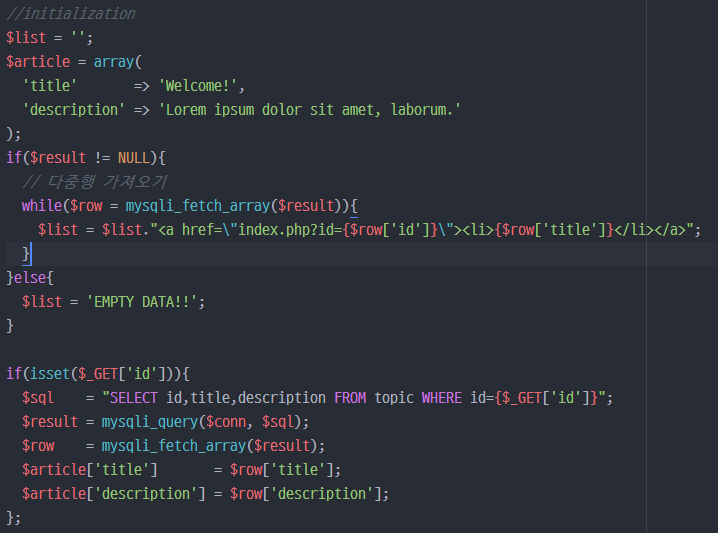 //initialization
$list = '';
$article = array(
  'title'       => 'Welcome!',
  'description' => 'Lorem ipsum dolor sit amet, laborum.'
);
if($result != NULL){
  // 다중행 가져오기
  while($row = mysqli_fetch_array($result)){
    $list = $list."<a href=\"index.php?id={$row['id']}\"><li>{$row['title']}</li></a>";
  }
}else{
  $list = 'EMPTY DATA!!';
}

if(isset($_GET['id'])){
  $sql    = "SELECT id,title,description FROM topic WHERE id={$_GET['id']}";
  $result = mysqli_query($conn, $sql);
  $row    = mysqli_fetch_array($result);
  $article['title']       = $row['title'];
  $article['description'] = $row['description'];
};